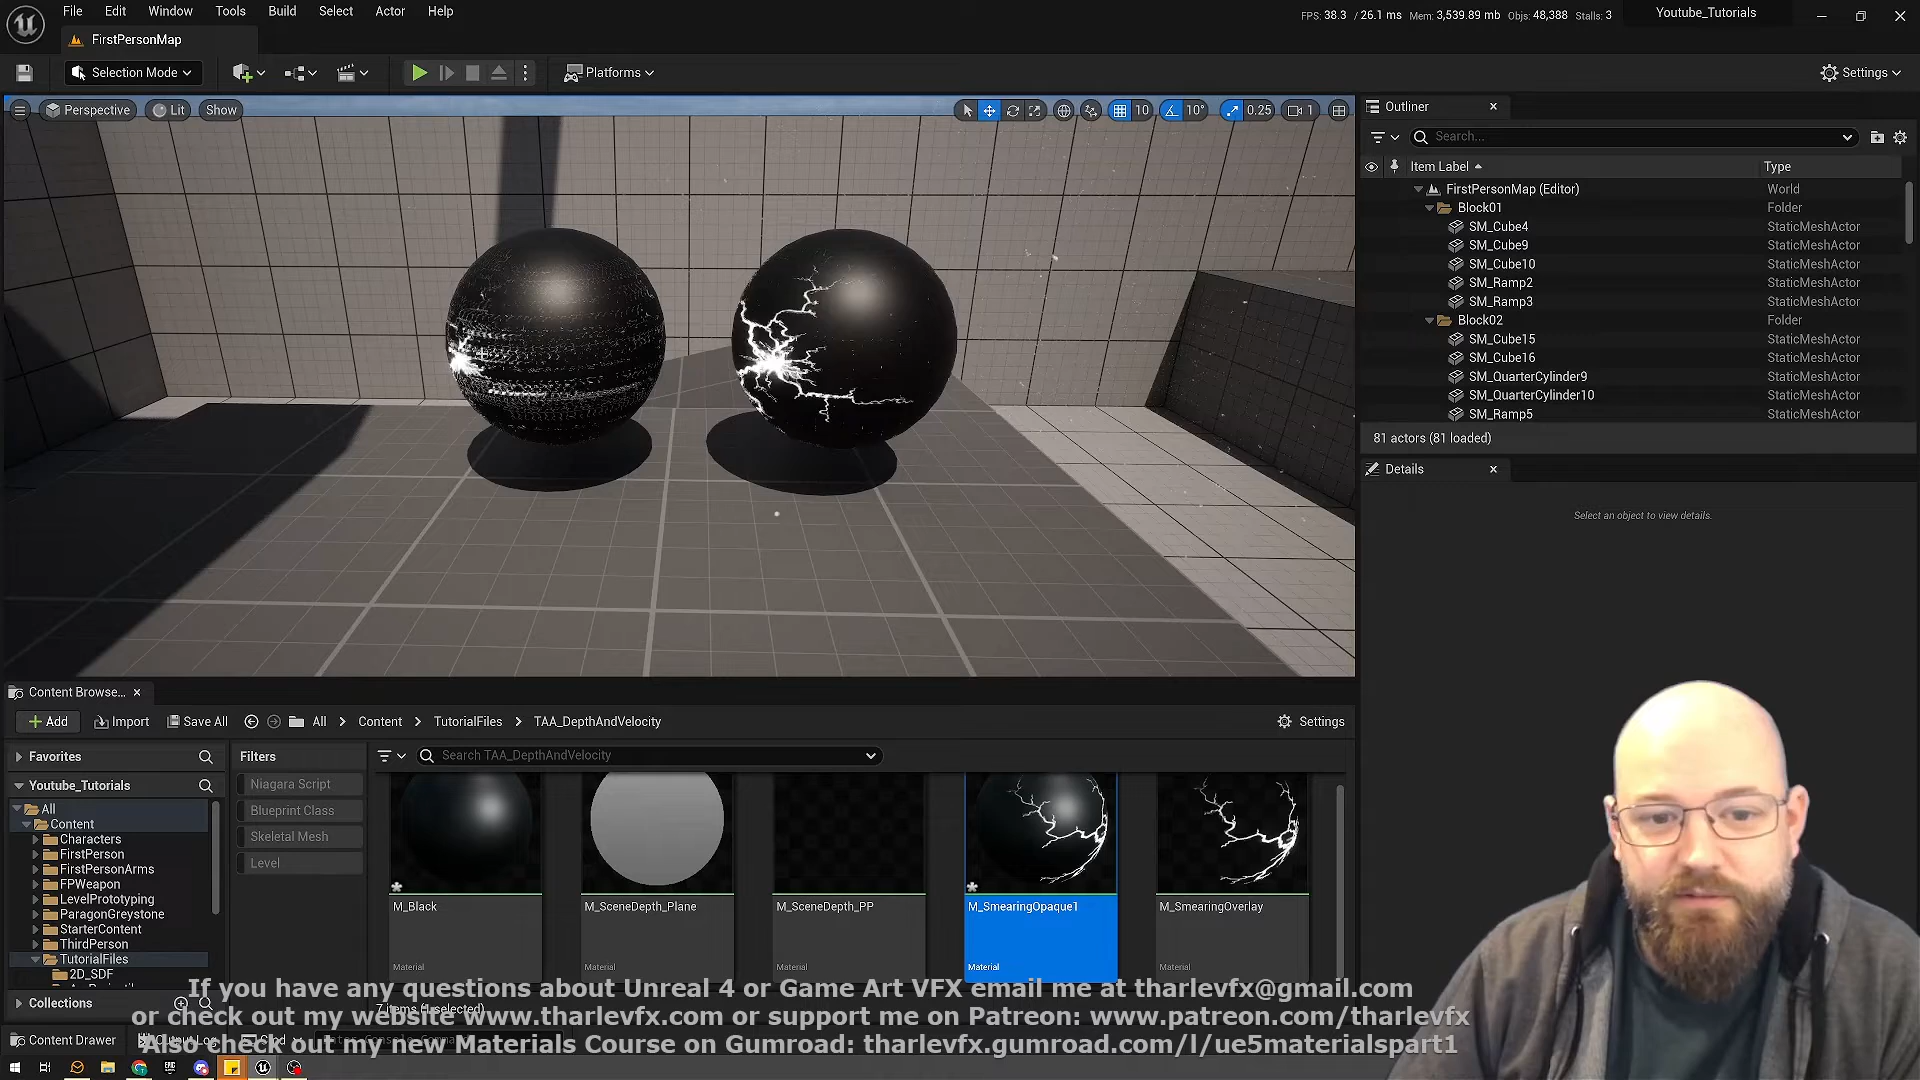 File Edit Window Tools Build Select Actor Help
FPS: 38.3 / 26.1 ms Mem: 3,539.89 mb Objs: 48,388 Stalls: 3
Youtube_Tutorials
FirstPersonMap
Selection Mode
Platforms
Settings
Perspective Lit Show
10 10° 0.25 1
Outliner
Search...
Item Label Type
FirstPersonMap (Editor) World
Block01 Folder
SM_Cube4 StaticMeshActor
SM_Cube9 StaticMeshActor
SM_Cube10 StaticMeshActor
SM_Ramp2 StaticMeshActor
SM_Ramp3 StaticMeshActor
Block02 Folder
SM_Cube15 StaticMeshActor
SM_Cube16 StaticMeshActor
SM_QuarterCylinder9 StaticMeshActor
SM_QuarterCylinder10 StaticMeshActor
SM_Ramp5 StaticMeshActor
81 actors (81 loaded)
Details
Select an object to view details.
Content Browse...
Add Import Save All All Content TutorialFiles TAA_DepthAndVelocity Settings
Favorites
Youtube_Tutorials
All
Content
Characters
FirstPerson
FirstPersonArms
FPWeapon
LevelPrototyping
ParagonGreystone
StarterContent
ThirdPerson
TutorialFiles
2D_SDF
Collections
Filters
Niagara Script
Blueprint Class
Skeletal Mesh
Level
Search TAA_DepthAndVelocity
M_Black
Material
M_SceneDepth_Plane
Material
M_SceneDepth_PP
Material
M_SmearingOpaque1
Material
M_SmearingOverlay
Material
7 items (1 selected)
Content Drawer Output Log Cmd
If you have any questions about Unreal 4 or Game Art VFX email me at tharlevfx@gmail.com
or check out my website www.tharlevfx.com or support me on Patreon: www.patreon.com/tharlevfx
Also check out my new Materials Course on Gumroad: tharlevfx.gumroad.com/l/ue5materialspart1